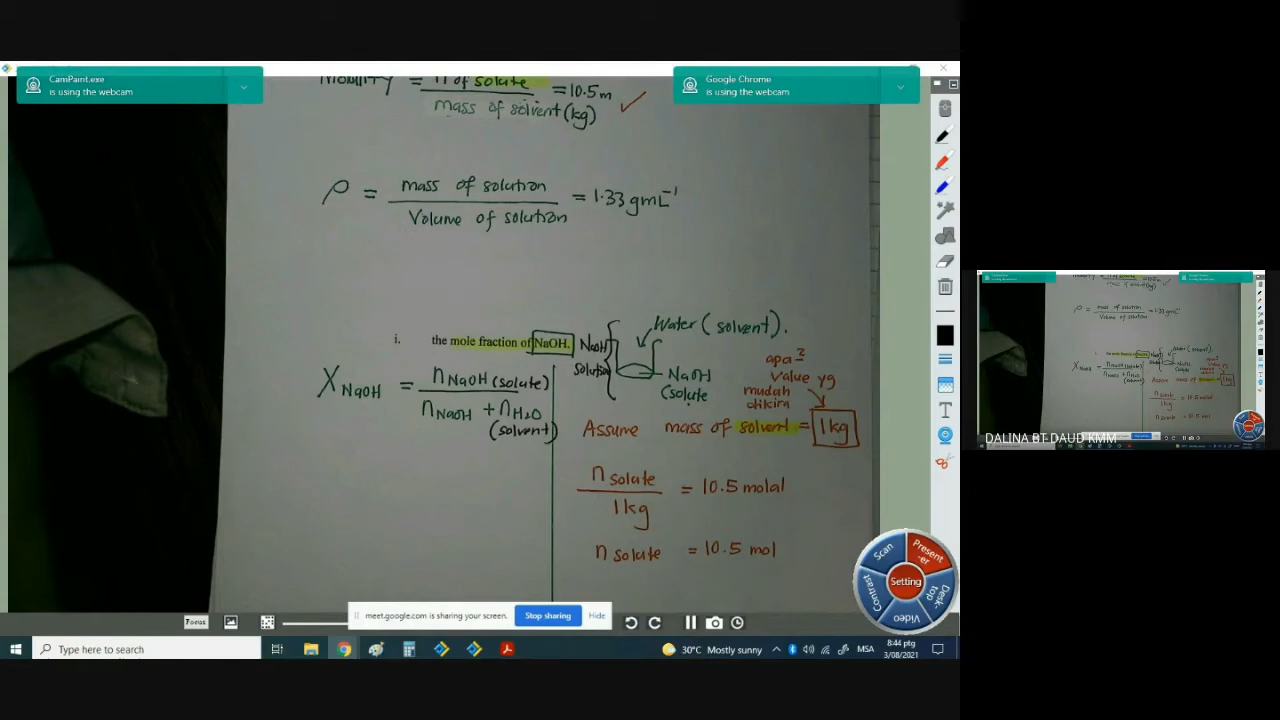 CamPaint.exe
is using the webcam
Google Chrome
is using the webcam
Molality = n of solute = 10.5 m
mass of solvent (kg)
ρ = mass of solution = 1.33 gmL⁻¹
Volume of solution
i. the mole fraction of NaOH.
NaOH solution
Water (solvent).
NaOH (solute
X NaOH = n NaOH (solute)
n NaOH + n H₂O (solvent)
apa²
value yg
mudah
dikira
Assume mass of solvent = 1kg
n solute = 10.5 molal
1kg
n solute = 10.5 mol
Scan
Present-er
Setting
Contrast
Desk-top
Video
Focus
meet.google.com is sharing your screen.
Stop sharing
Hide
Type here to search
30°C Mostly sunny
MSA
8:44 ptg
3/08/2021
DALINA BT DAUD KMM